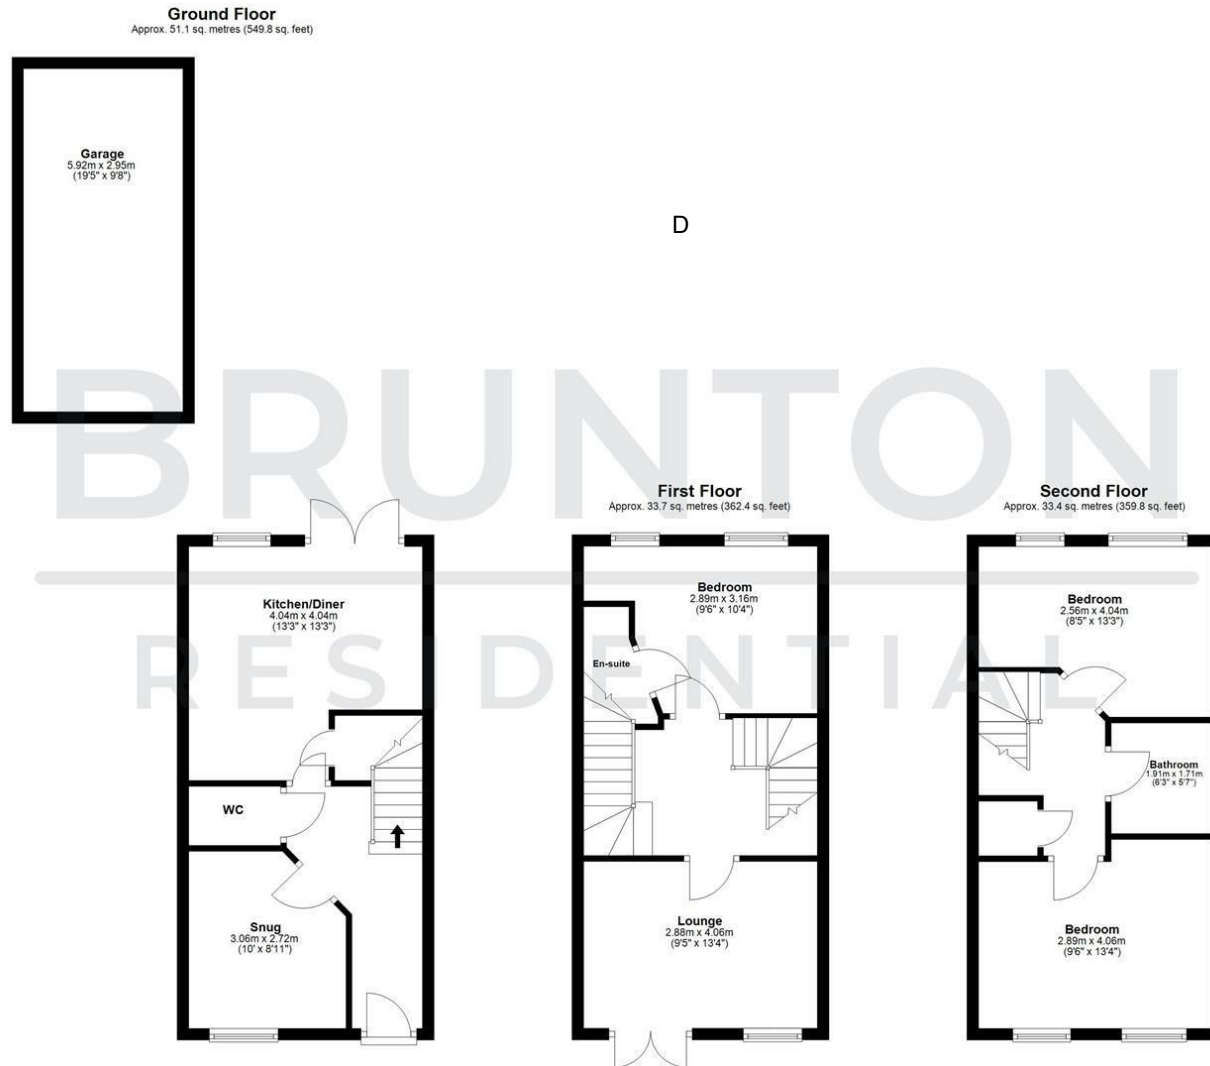 Ground Floor
Approx. 51.1 sq. metres (549.8 sq. feet)
Garage
5.92m x 2.95m
(19'5" x 9'8")
D
BRUNTON
RESIDENTIAL
Kitchen/Diner
4.04m x 4.04m
(13'3" x 13'3")
WC
Snug
3.06m x 2.72m
(10' x 8'11")
First Floor
Approx. 33.7 sq. metres (362.4 sq. feet)
Bedroom
2.89m x 3.16m
(9'6" x 10'4")
En-suite
Lounge
2.88m x 4.06m
(9'5" x 13'4")
Second Floor
Approx. 33.4 sq. metres (359.8 sq. feet)
Bedroom
2.56m x 4.04m
(8'5" x 13'3")
Bathroom
1.91m x 1.71m
(6'3" x 5'7")
Bedroom
2.89m x 4.06m
(9'6" x 13'4")